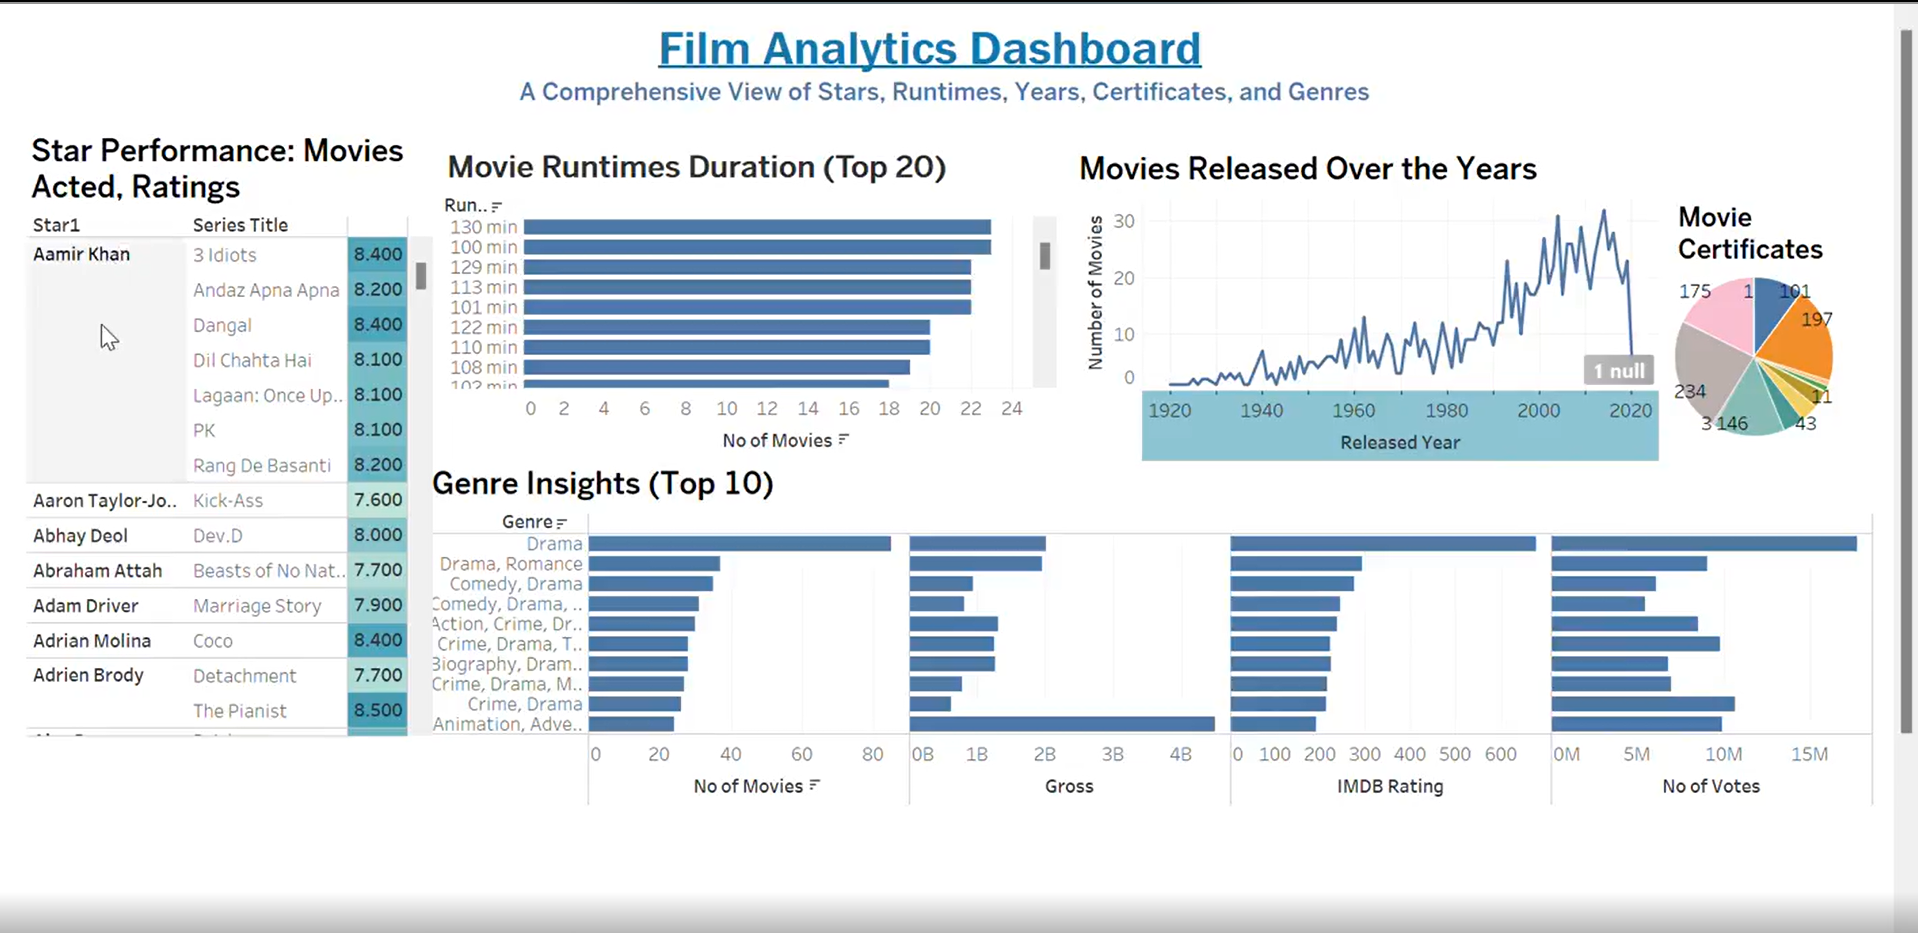 Film Analytics Dashboard
A Comprehensive View of Stars, Runtimes, Years, Certificates, and Genres
Star Performance: Movies
Acted, Ratings
Star1 Series Title
Aamir Khan 3 Idiots 8.400
Andaz Apna Apna 8.200
Dangal 8.400
Dil Chahta Hai 8.100
Lagaan: Once Up.. 8.100
PK 8.100
Rang De Basanti 8.200
Aaron Taylor-Jo.. Kick-Ass 7.600
Abhay Deol Dev.D 8.000
Abraham Attah Beasts of No Nat.. 7.700
Adam Driver Marriage Story 7.900
Adrian Molina Coco 8.400
Adrien Brody Detachment 7.700
The Pianist 8.500
Movie Runtimes Duration (Top 20)
Run..
130 min
100 min
129 min
113 min
101 min
122 min
110 min
108 min
102 min
0 2 4 6 8 10 12 14 16 18 20 22 24
No of Movies
Movies Released Over the Years
Number of Movies
30
20
10
0
1 null
1920 1940 1960 1980 2000 2020
Released Year
Movie
Certificates
175 1 101
197
234
11
3 146 43
Genre Insights (Top 10)
Genre
Drama
Drama, Romance
Comedy, Drama
Comedy, Drama, ..
Action, Crime, Dr..
Crime, Drama, T..
Biography, Dram..
Crime, Drama, M..
Crime, Drama
Animation, Adve..
0 20 40 60 80 0B 1B 2B 3B 4B 0 100 200 300 400 500 600 0M 5M 10M 15M
No of Movies Gross IMDB Rating No of Votes